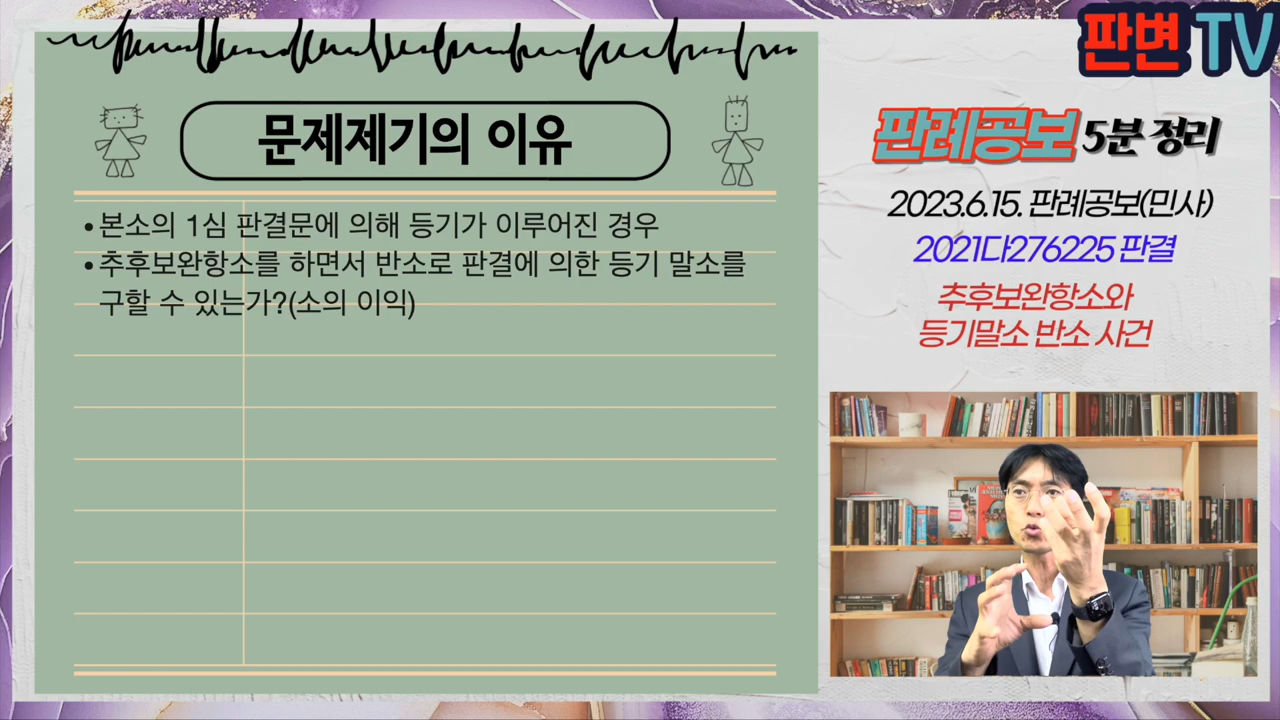 판변 TV
문제제기의 이유
•본소의 1심 판결문에 의해 등기가 이루어진 경우
•추후보완항소를 하면서 반소로 판결에 의한 등기 말소를
구할 수 있는가?(소의 이익)
판례공보 5분 정리
2023.6.15. 판례공보(민사)
2021다276225 판결
추후보완항소와
등기말소 반소 사건